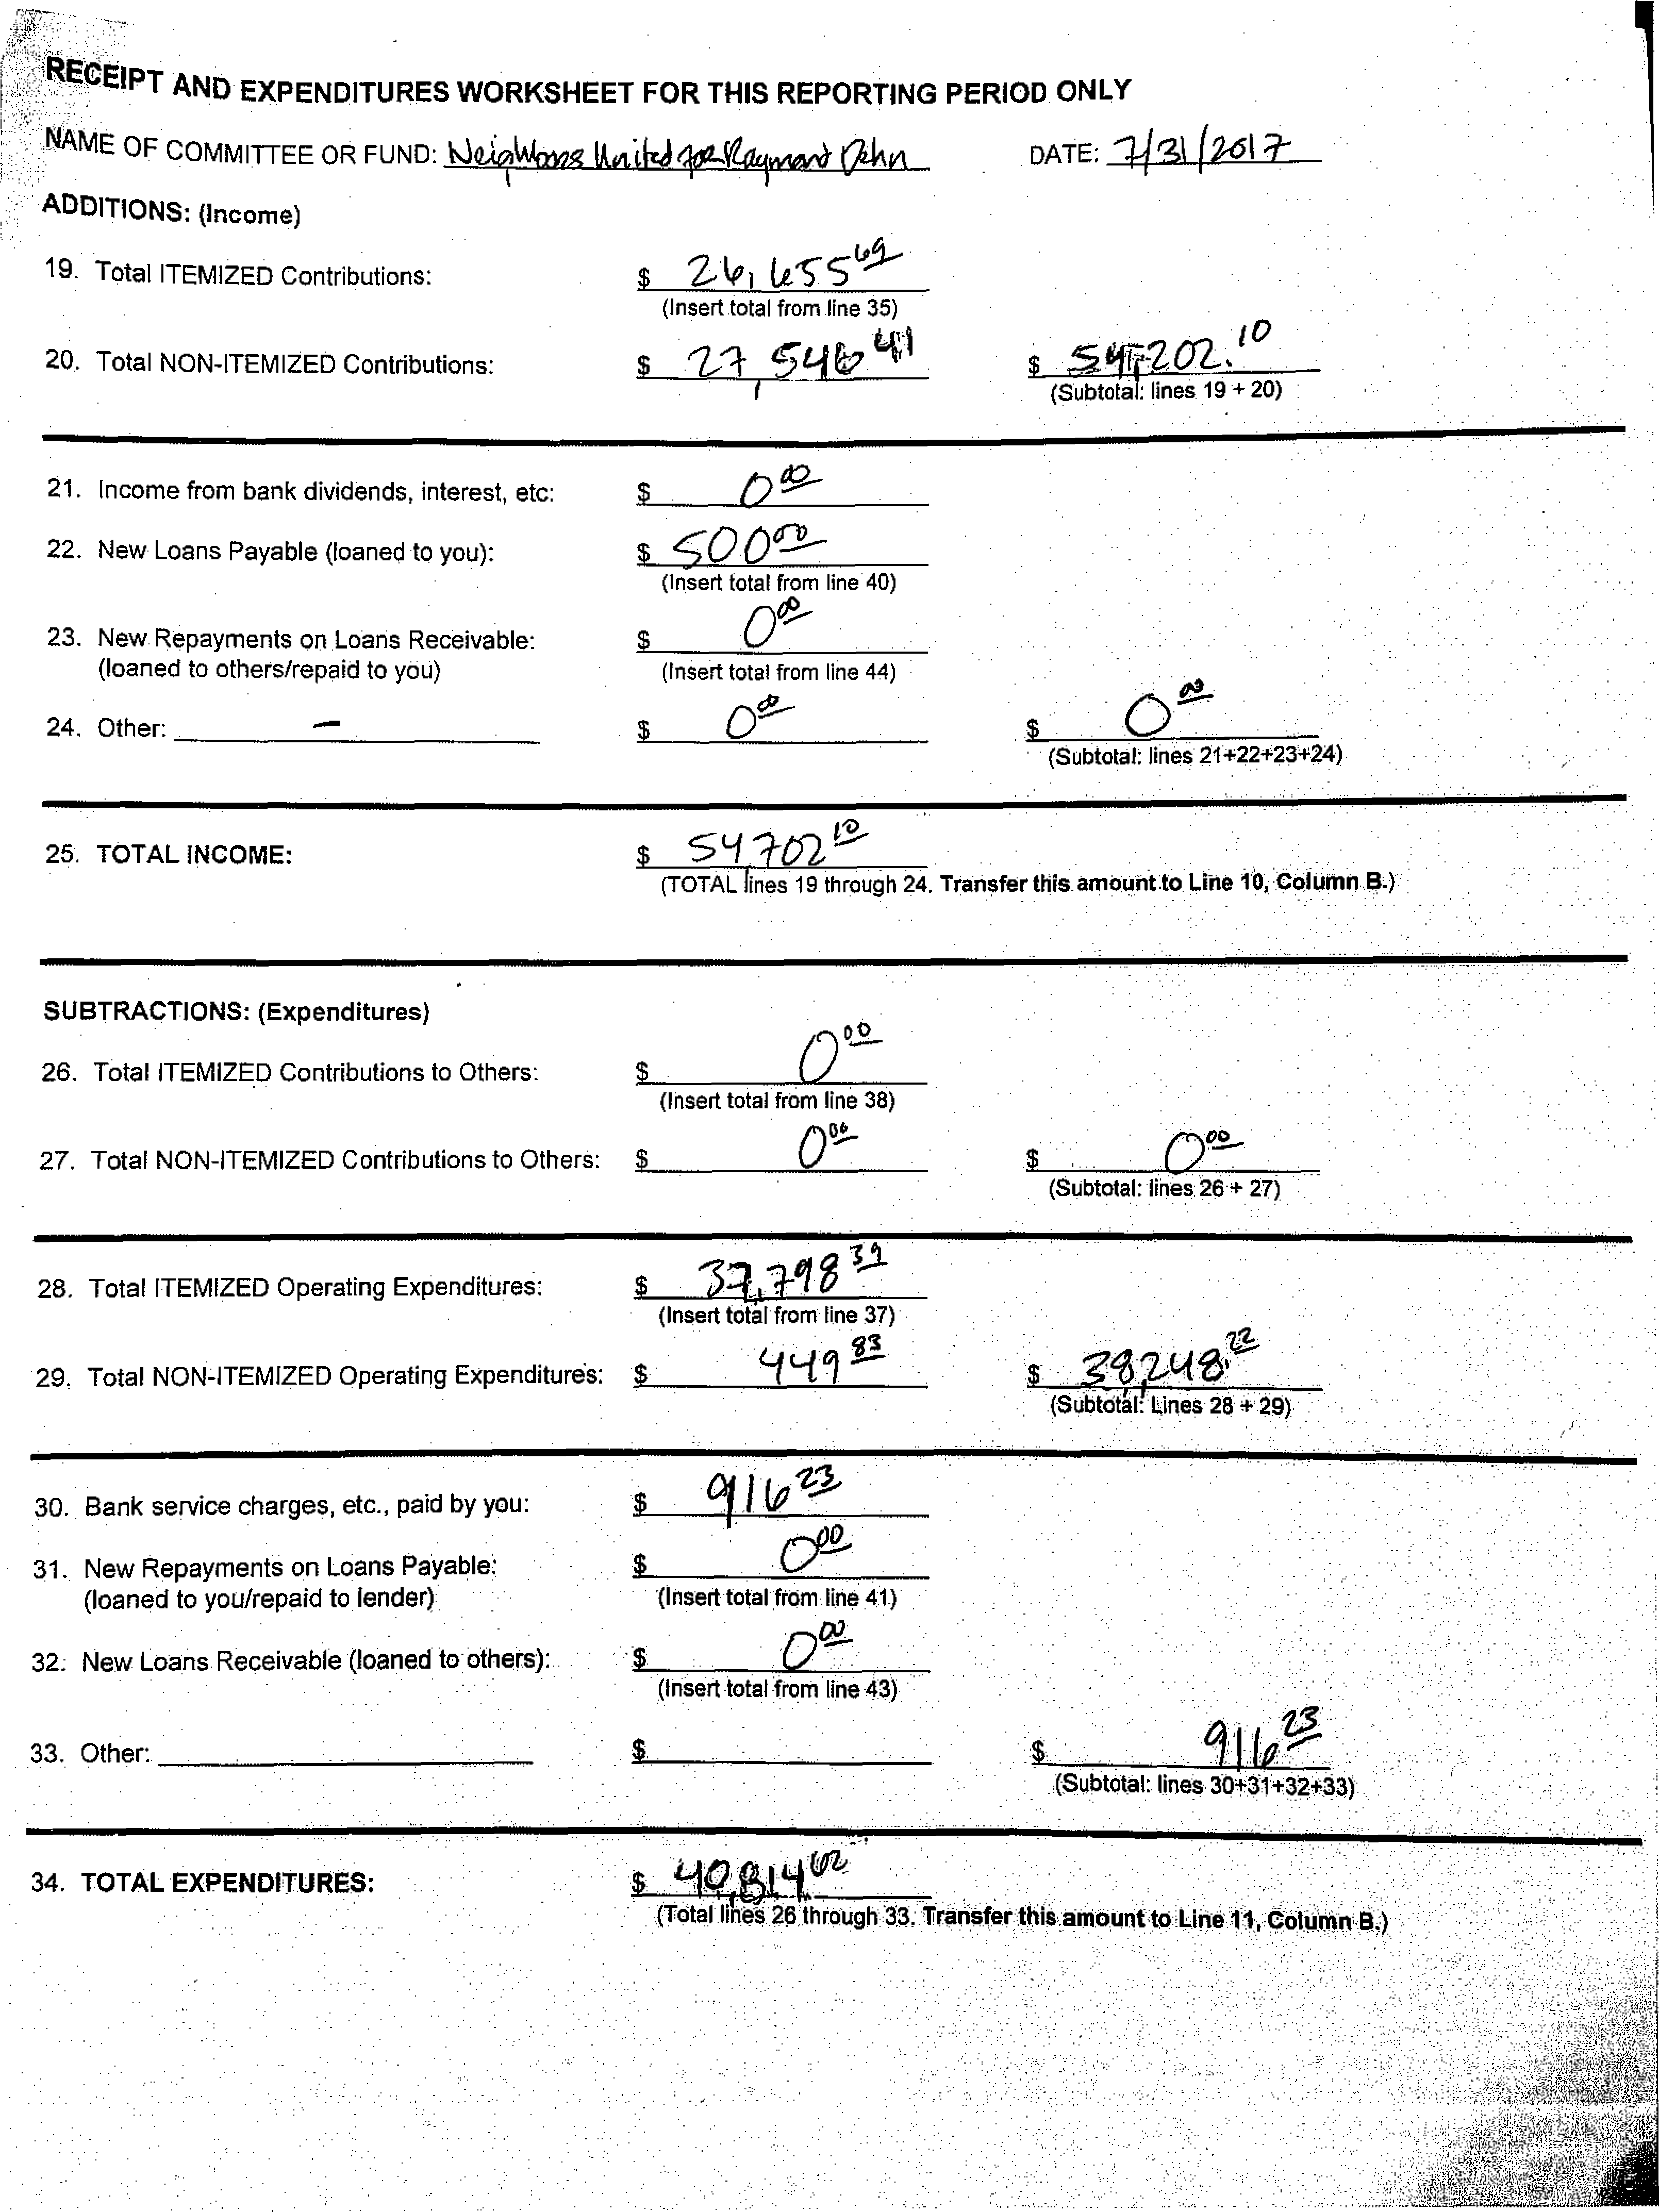 RECEIPT AND EXPENDITURES WORKSHEET FOR THIS REPORTING PERIOD ONLY
NAME OF COMMITTEE OR FUND: Neighbors United for Raymond Dehn DATE: 7/31/2017
ADDITIONS: (Income)
19. Total ITEMIZED Contributions: $ 26,655 69
(Insert total from line 35)
20. Total NON-ITEMIZED Contributions: $ 27,546 41 $ 54,202.10
(Subtotal: lines 19 + 20)
21. Income from bank dividends, interest, etc: $ 0 00
22. New Loans Payable (loaned to you): $ 500 00
(Insert total from line 40)
23. New Repayments on Loans Receivable: $ 0 00
(loaned to others/repaid to you) (Insert total from line 44)
24. Other: – $ 0 00 $ 0 00
(Subtotal: lines 21+22+23+24)
25. TOTAL INCOME: $ 54,702 10
(TOTAL lines 19 through 24. Transfer this amount to Line 10, Column B.)
SUBTRACTIONS: (Expenditures)
26. Total ITEMIZED Contributions to Others: $ 0 00
(Insert total from line 38)
27. Total NON-ITEMIZED Contributions to Others: $ 0 00 $ 0 00
(Subtotal: lines 26 + 27)
28. Total ITEMIZED Operating Expenditures: $ 37,798 39
(Insert total from line 37)
29. Total NON-ITEMIZED Operating Expenditures: $ 449 83 $ 38,248.22
(Subtotal: Lines 28 + 29)
30. Bank service charges, etc., paid by you: $ 916 23
31. New Repayments on Loans Payable: $ 0 00
(loaned to you/repaid to lender) (Insert total from line 41)
32. New Loans Receivable (loaned to others): $ 0 00
(Insert total from line 43)
33. Other: $ $ 916 23
(Subtotal: lines 30+31+32+33)
34. TOTAL EXPENDITURES: $ 40,814 62
(Total lines 26 through 33. Transfer this amount to Line 11, Column B.)